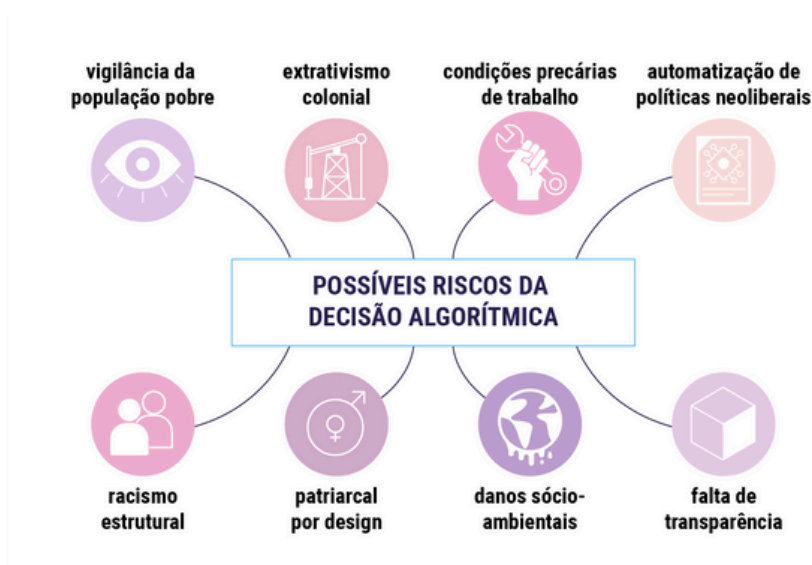 vigilância da
população pobre
extrativismo
colonial
condições precárias
de trabalho
automatização de
políticas neoliberais
POSSÍVEIS RISCOS DA
DECISÃO ALGORÍTMICA
racismo
estrutural
patriarcal
por design
danos sócio-
ambientais
falta de
transparência